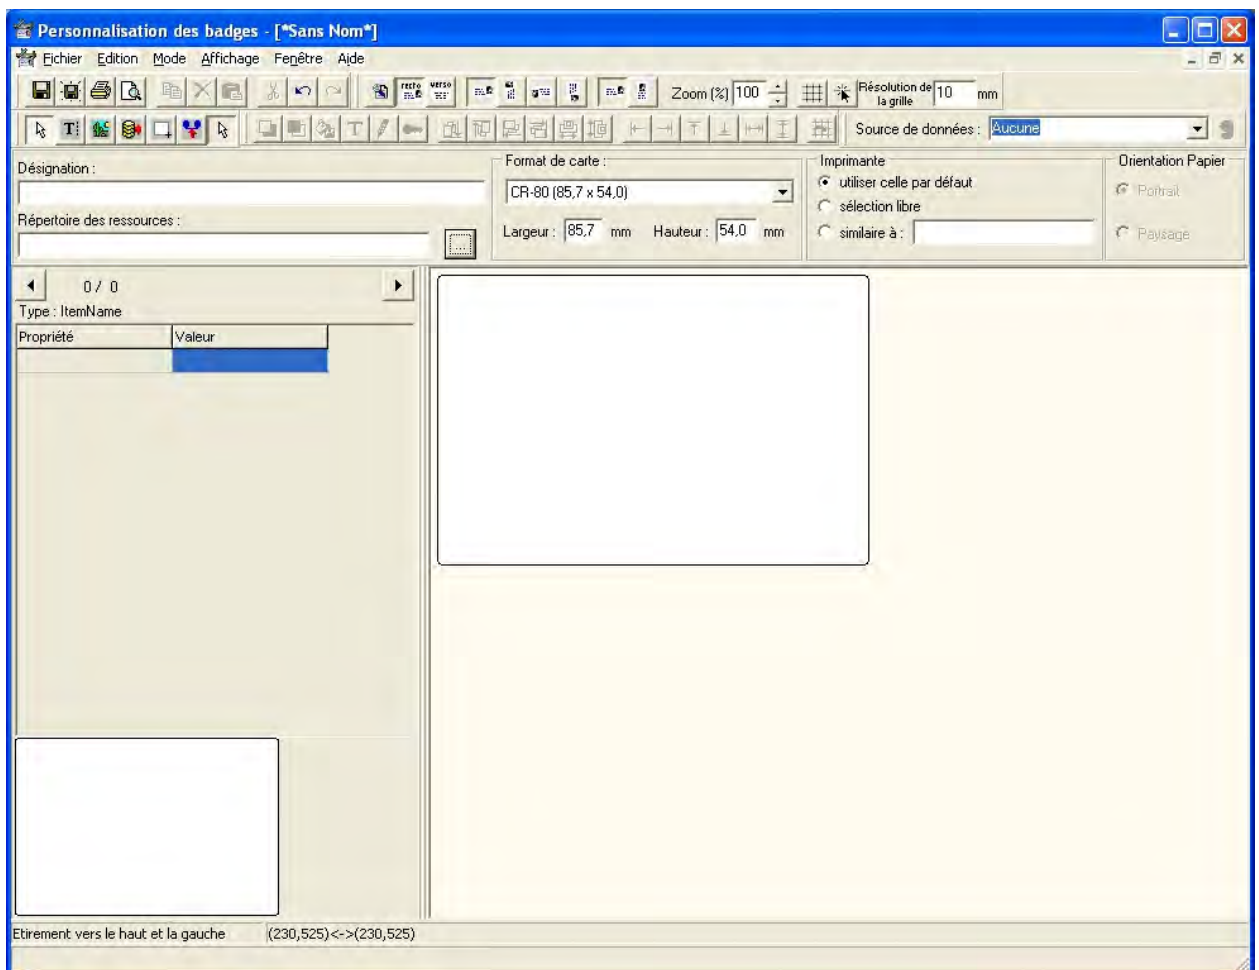 Personnalisation des badges - [*Sans Nom*]
Fichier Edition Mode Affichage Fenêtre Aide
recto verso Zoom (%) 100 Résolution de la grille 10 mm
T Source de données : Aucune
Désignation :
Répertoire des ressources :
Format de carte :
CR-80 (85,7 x 54,0)
Largeur : 85,7 mm Hauteur : 54,0 mm
Imprimante
utiliser celle par défaut
sélection libre
similaire à :
Orientation Papier
Portrait
Paysage
0 / 0
Type : ItemName
Propriété Valeur
Etirement vers le haut et la gauche (230,525)<->(230,525)